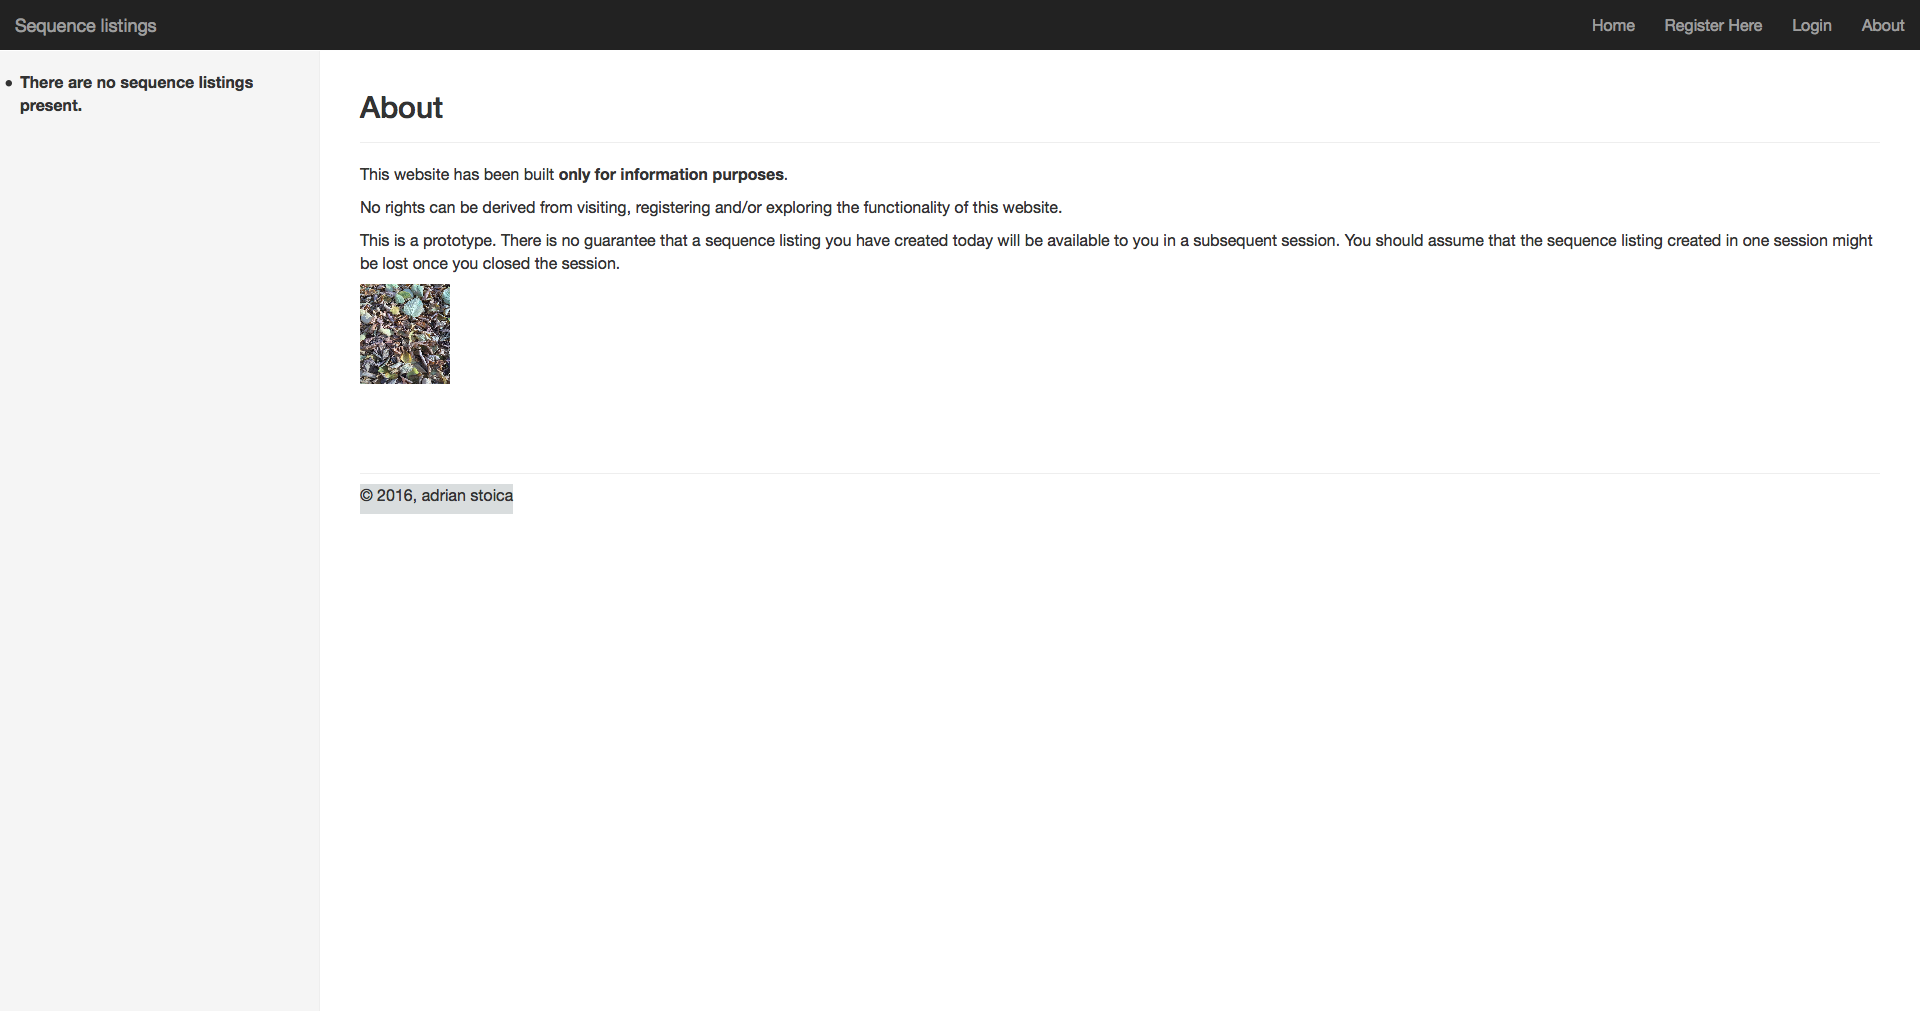 Sequence listings
Home
Register Here
Login
About
There are no sequence listings
present.
About
This website has been built only for information purposes.
No rights can be derived from visiting, registering and/or exploring the functionality of this website.
This is a prototype. There is no guarantee that a sequence listing you have created today will be available to you in a subsequent session. You should assume that the sequence listing created in one session might
be lost once you closed the session.
© 2016, adrian stoica